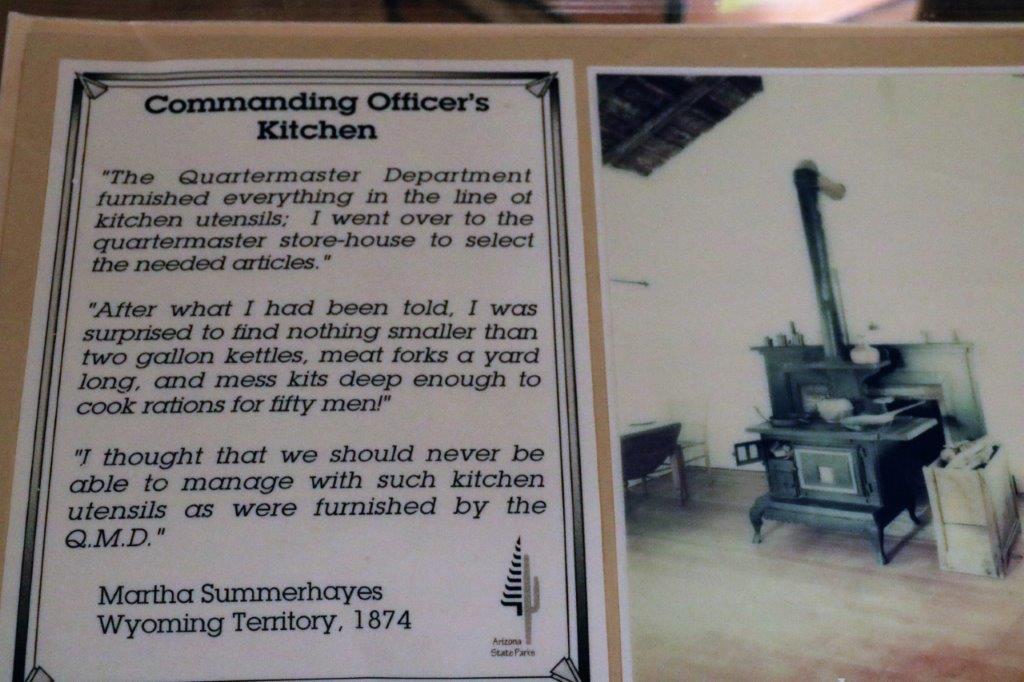 Commanding Officer's
Kitchen
"The Quartermaster Department
furnished everything in the line of
kitchen utensils; I went over to the
quartermaster store-house to select
the needed articles."
"After what I had been told, I was
surprised to find nothing smaller than
two gallon kettles, meat forks a yard
long, and mess kits deep enough to
cook rations for fifty men!"
"I thought that we should never be
able to manage with such kitchen
utensils as were furnished by the
Q.M.D."
Martha Summerhayes
Wyoming Territory, 1874
Arizona
State Parks